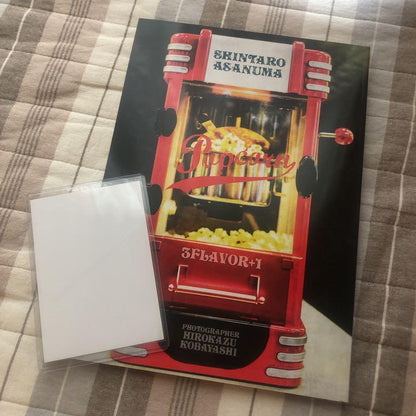 SHINTARO
ASANUMA
Popcorn
3FLAVOR+1
PHOTOGRAPHER
HIROKAZU
KOBAYASHI